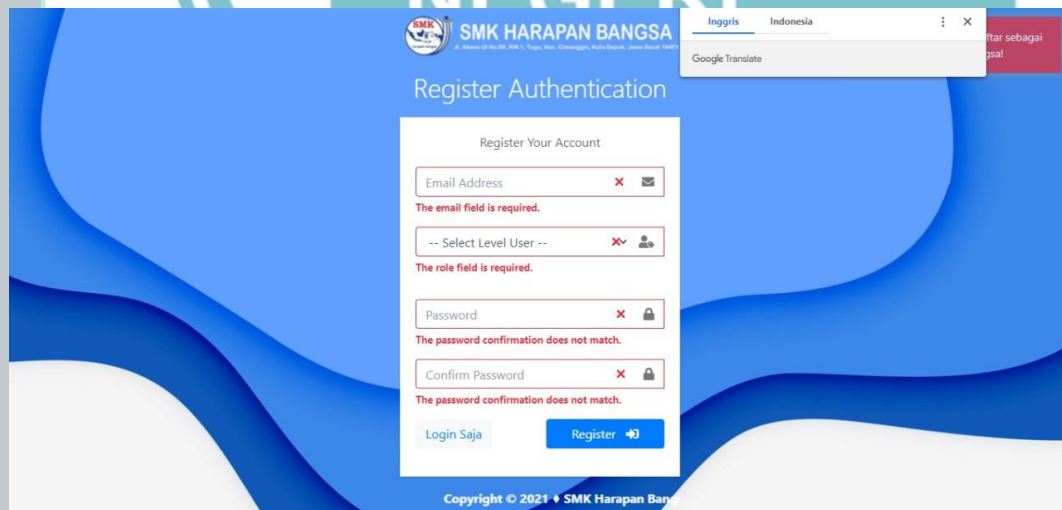 SMK
SMK HARAPAN BANGSA
Inggris
Indonesia
Google Translate
ftar sebagai
gsa!
Register Authentication
Register Your Account
Email Address
The email field is required.
-- Select Level User --
The role field is required.
Password
The password confirmation does not match.
Confirm Password
The password confirmation does not match.
Login Saja
Register
Copyright © 2021 ♦ SMK Harapan Bang